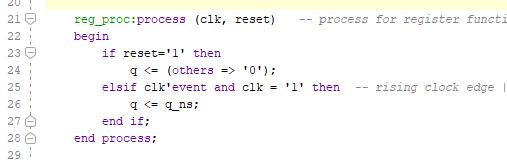 20
21 reg_proc:process (clk, reset) -- process for register functi
22 begin
23 if reset='1' then
24 q <= (others => '0');
25 elsif clk'event and clk = '1' then -- rising clock edge |
26 q <= q_ns;
27 end if;
28 end process;
29